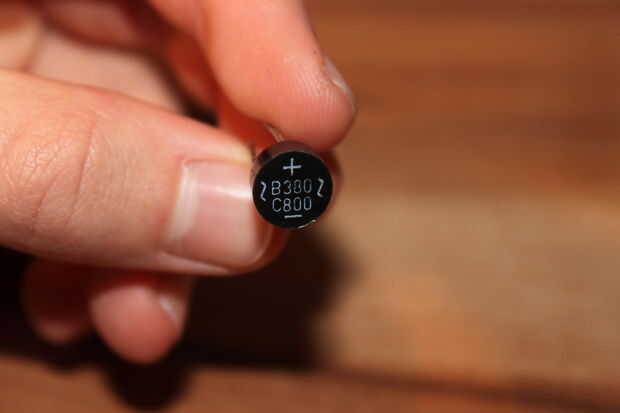 +
~ B380 ~
C800
–